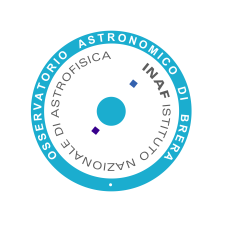 OSSERVATORIO ASTRONOMICO DI BRERA
INAF ISTITUTO NAZIONALE DI ASTROFISICA